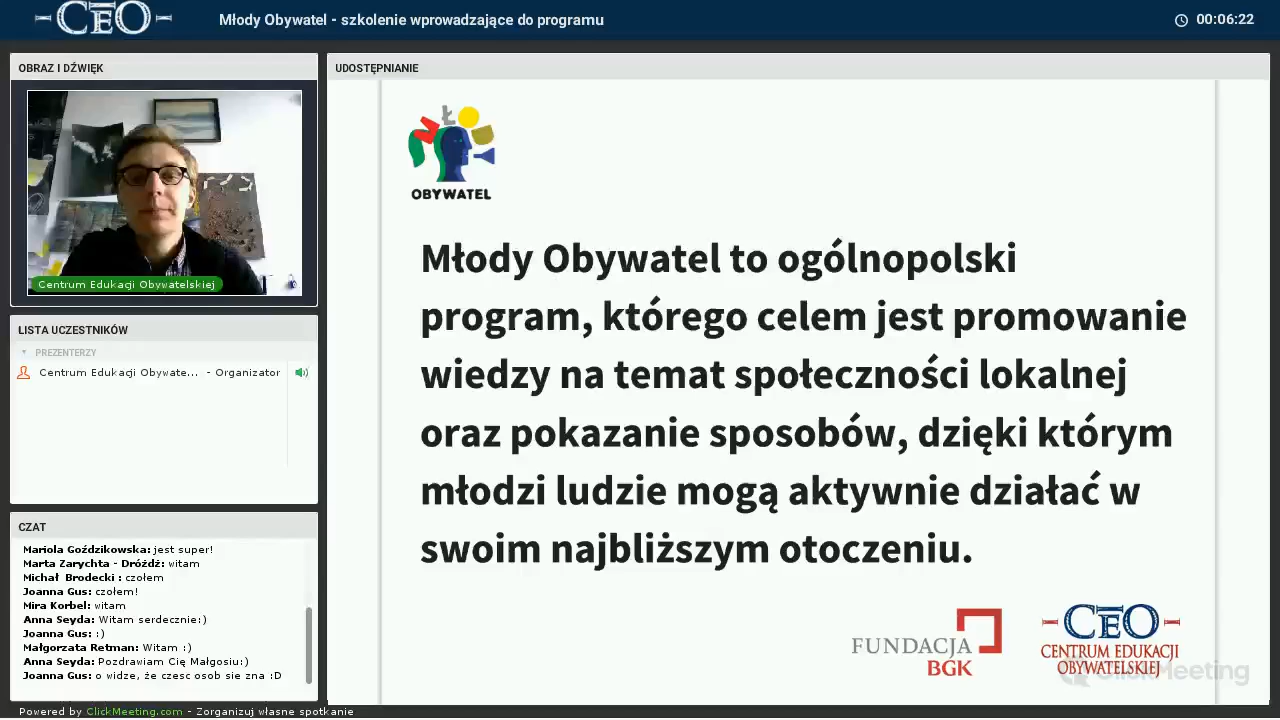 CEO
Młody Obywatel - szkolenie wprowadzające do programu
00:06:22
OBRAZ I DŹWIĘK
Centrum Edukacji Obywatelskiej
LISTA UCZESTNIKÓW
PREZENTERZY
Centrum Edukacji Obywate... - Organizator
CZAT
Mariola Goździkowska: jest super!
Marta Zarychta - Dróżdż: witam
Michał Brodecki : czołem
Joanna Gus: czołem!
Mira Korbel: witam
Anna Seyda: Witam serdecznie:)
Joanna Gus: :)
Małgorzata Retman: Witam :)
Anna Seyda: Pozdrawiam Cię Małgosiu:)
Joanna Gus: o widze, że czesc osob sie zna :D
UDOSTĘPNIANIE
MŁO
OBYWATEL
Młody Obywatel to ogólnopolski
program, którego celem jest promowanie
wiedzy na temat społeczności lokalnej
oraz pokazanie sposobów, dzięki którym
młodzi ludzie mogą aktywnie działać w
swoim najbliższym otoczeniu.
FUNDACJA
BGK
CEO
CENTRUM EDUKACJI
OBYWATELSKIEJ
ClickMeeting
Powered by ClickMeeting.com - Zorganizuj własne spotkanie